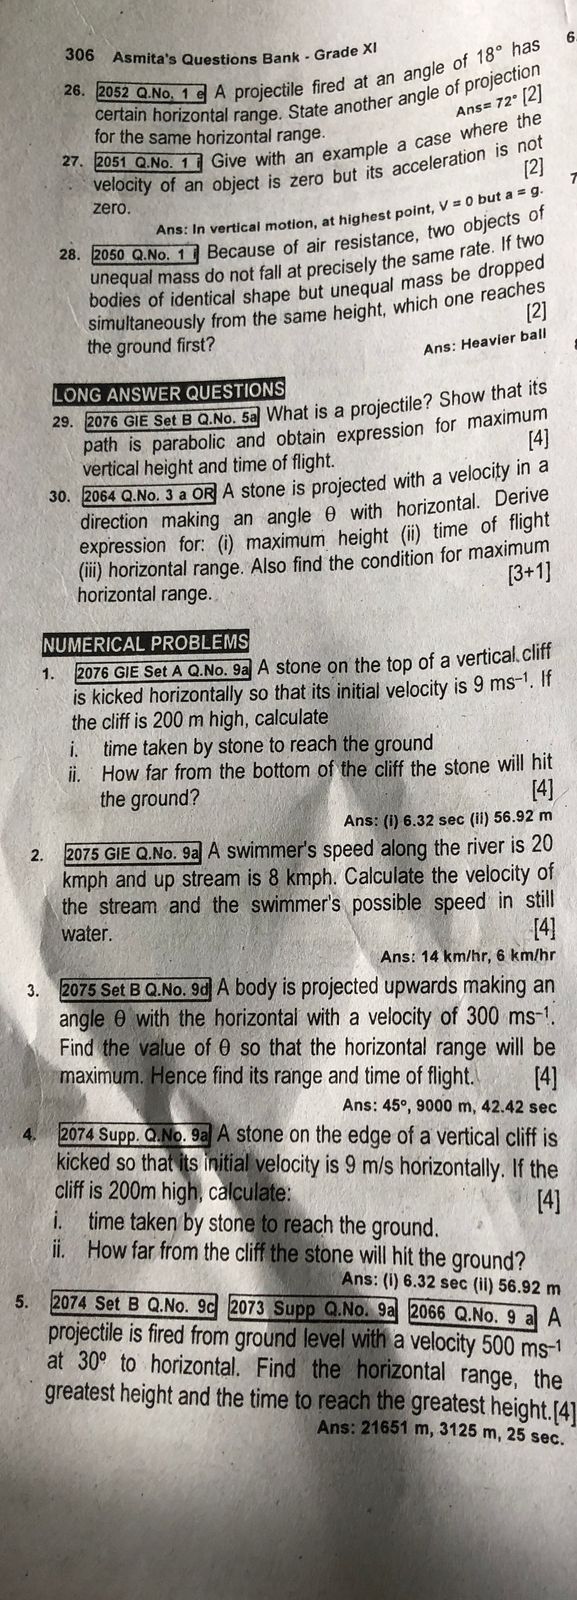 306 Asmita's Questions Bank - Grade XI
6.
26. 2052 Q.No. 1 e A projectile fired at an angle of 18° has
certain horizontal range. State another angle of projection
for the same horizontal range. Ans= 72° [2]
27. 2051 Q.No. 1 f Give with an example a case where the
velocity of an object is zero but its acceleration is not
zero. [2]
7
Ans: In vertical motion, at highest point, V = 0 but a = g.
28. 2050 Q.No. 1 Because of air resistance, two objects of
unequal mass do not fall at precisely the same rate. If two
bodies of identical shape but unequal mass be dropped
simultaneously from the same height, which one reaches
the ground first? [2]
Ans: Heavier ball
LONG ANSWER QUESTIONS
29. 2076 GIE Set B Q.No. 5a What is a projectile? Show that its
path is parabolic and obtain expression for maximum
vertical height and time of flight. [4]
30. 2064 Q.No. 3 a OR A stone is projected with a velocity in a
direction making an angle θ with horizontal. Derive
expression for: (i) maximum height (ii) time of flight
(iii) horizontal range. Also find the condition for maximum
horizontal range. [3+1]
NUMERICAL PROBLEMS
1. 2076 GIE Set A Q.No. 9a A stone on the top of a vertical cliff
is kicked horizontally so that its initial velocity is 9 ms⁻¹. If
the cliff is 200 m high, calculate
i. time taken by stone to reach the ground
ii. How far from the bottom of the cliff the stone will hit
the ground? [4]
Ans: (i) 6.32 sec (ii) 56.92 m
2. 2075 GIE Q.No. 9a A swimmer's speed along the river is 20
kmph and up stream is 8 kmph. Calculate the velocity of
the stream and the swimmer's possible speed in still
water. [4]
Ans: 14 km/hr, 6 km/hr
3. 2075 Set B Q.No. 9d A body is projected upwards making an
angle θ with the horizontal with a velocity of 300 ms⁻¹.
Find the value of θ so that the horizontal range will be
maximum. Hence find its range and time of flight. [4]
Ans: 45º, 9000 m, 42.42 sec
4. 2074 Supp. Q.No. 9a A stone on the edge of a vertical cliff is
kicked so that its initial velocity is 9 m/s horizontally. If the
cliff is 200m high, calculate: [4]
i. time taken by stone to reach the ground.
ii. How far from the cliff the stone will hit the ground?
Ans: (i) 6.32 sec (ii) 56.92 m
5. 2074 Set B Q.No. 9c 2073 Supp Q.No. 9a 2066 Q.No. 9 a A
projectile is fired from ground level with a velocity 500 ms⁻¹
at 30º to horizontal. Find the horizontal range, the
greatest height and the time to reach the greatest height. [4]
Ans: 21651 m, 3125 m, 25 sec.